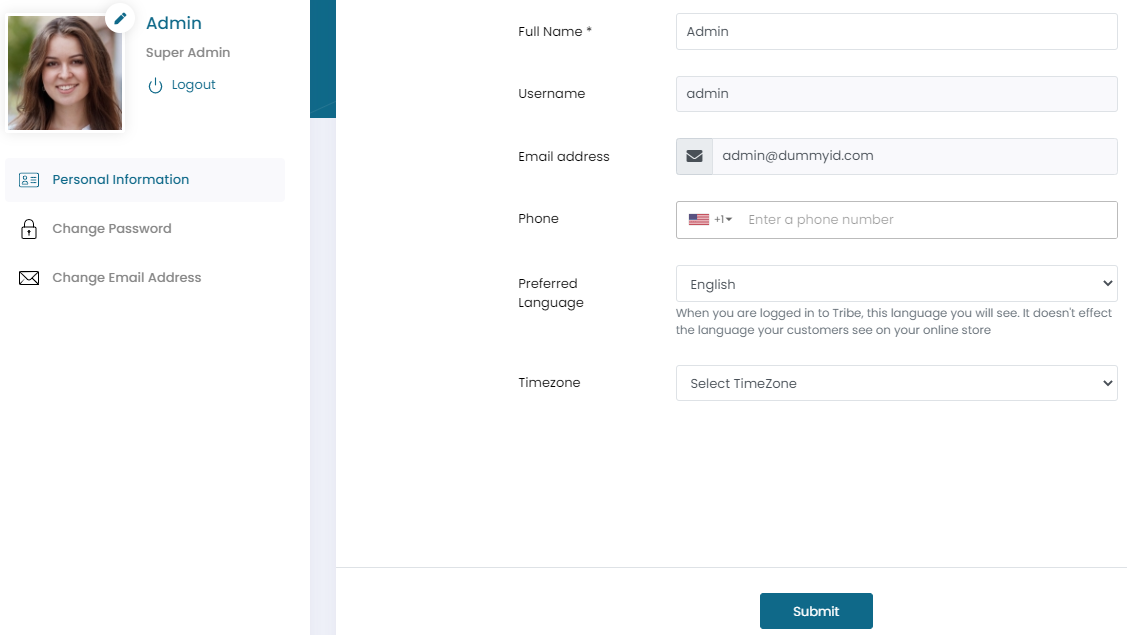 Admin
Super Admin
Logout
Personal Information
Change Password
Change Email Address
Full Name *
Admin
Username
admin
Email address
admin@dummyid.com
Phone
+1
Enter a phone number
Preferred
Language
English
When you are logged in to Tribe, this language you will see. It doesn't effect
the language your customers see on your online store
Timezone
Select TimeZone
Submit